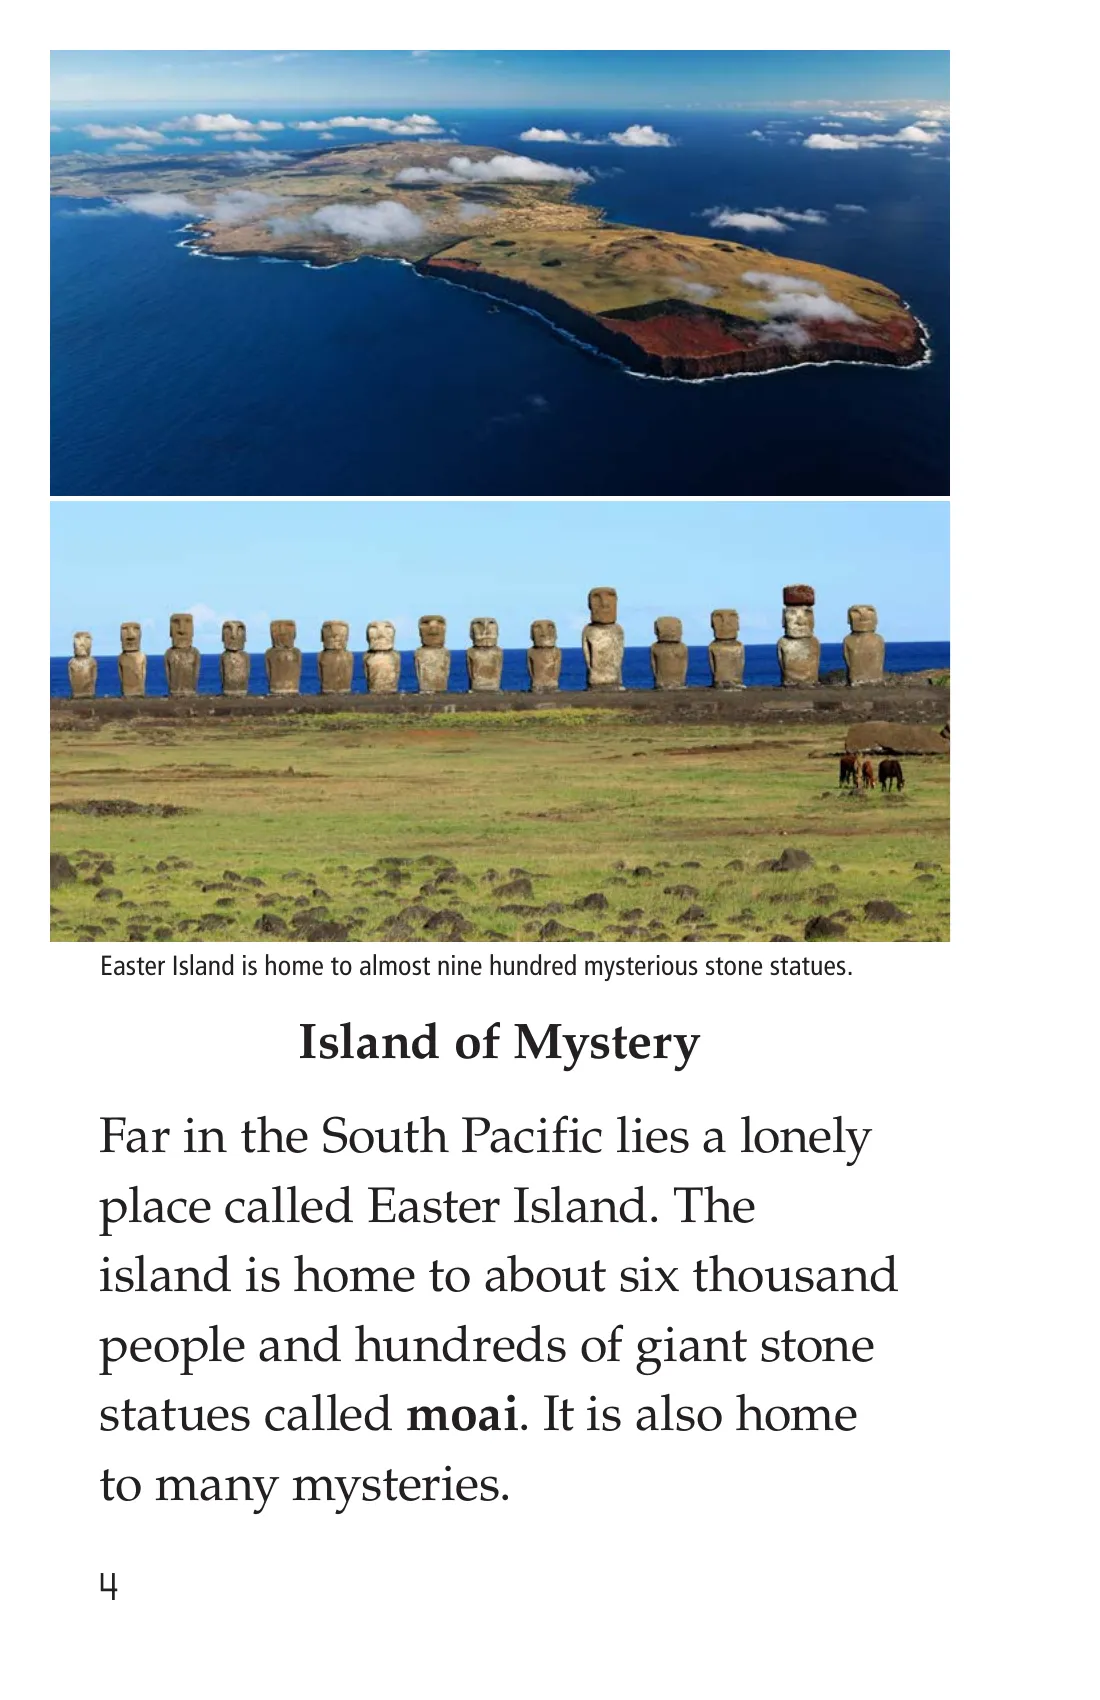 Easter Island is home to almost nine hundred mysterious stone statues.
Island of Mystery
Far in the South Pacific lies a lonely
place called Easter Island. The
island is home to about six thousand
people and hundreds of giant stone
statues called moai. It is also home
to many mysteries.
4